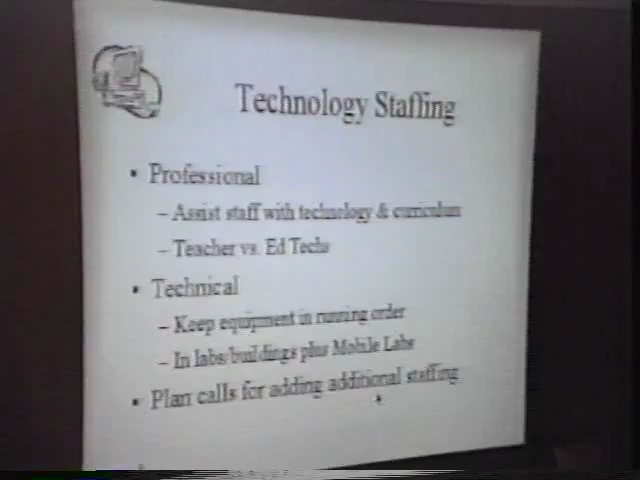 Technology Staffing
• Professional
– Assist staff with technology & curriculum
– Teacher vs. Ed Techs
• Technical
– Keep equipment in running order
– In labs/buildings plus Mobile Labs
• Plan calls for adding additional staffing